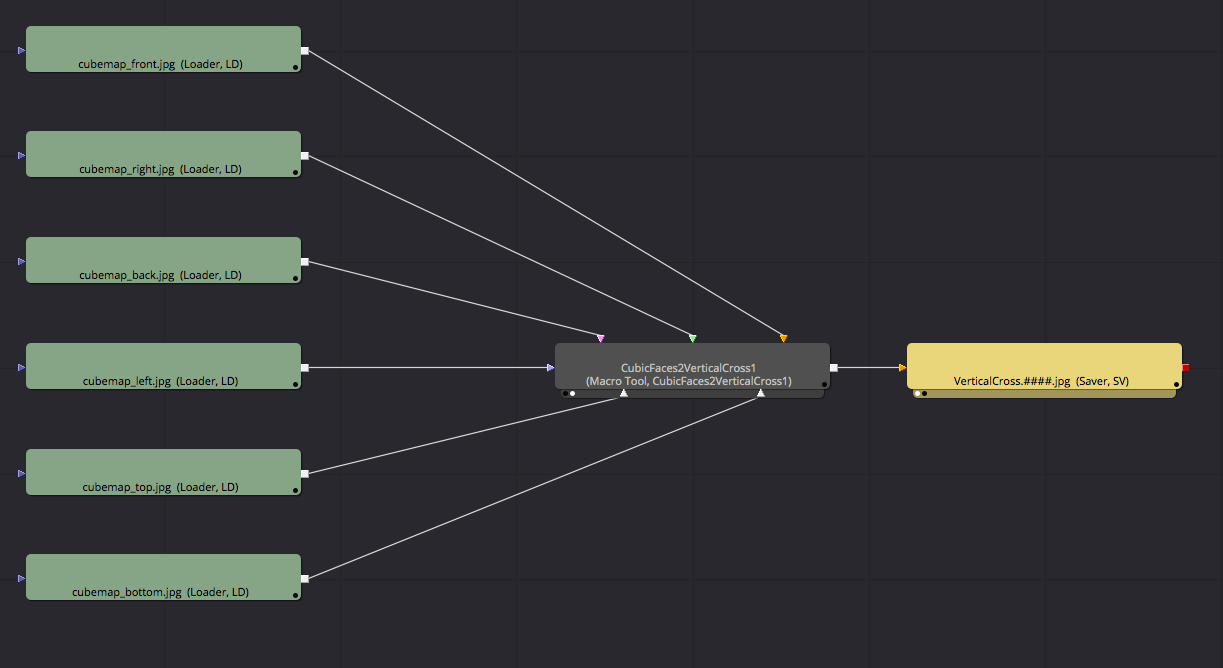 cubemap_front.jpg (Loader, LD)
cubemap_right.jpg (Loader, LD)
cubemap_back.jpg (Loader, LD)
cubemap_left.jpg (Loader, LD)
cubemap_top.jpg (Loader, LD)
cubemap_bottom.jpg (Loader, LD)
CubicFaces2VerticalCross1
(Macro Tool, CubicFaces2VerticalCross1)
VerticalCross.####.jpg (Saver, SV)